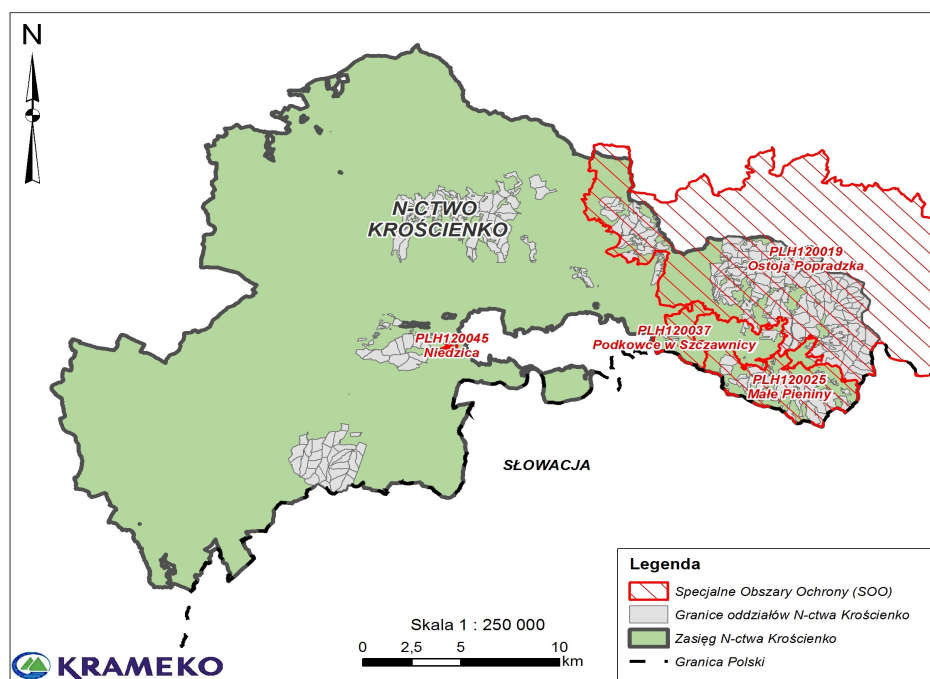 N
N-CTWO
KROŚCIENKO
PLH120019
Ostoja Popradzka
PLH120045
Niedzica
PLH120037
Podkowce w Szczawnicy
PLH120025
Małe Pieniny
SŁOWACJA
Legenda
Specjalne Obszary Ochrony (SOO)
Granice oddziałów N-ctwa Krościenko
Zasięg N-ctwa Krościenko
Granica Polski
Skala 1 : 250 000
0 2,5 5 10
km
KRAMEKO